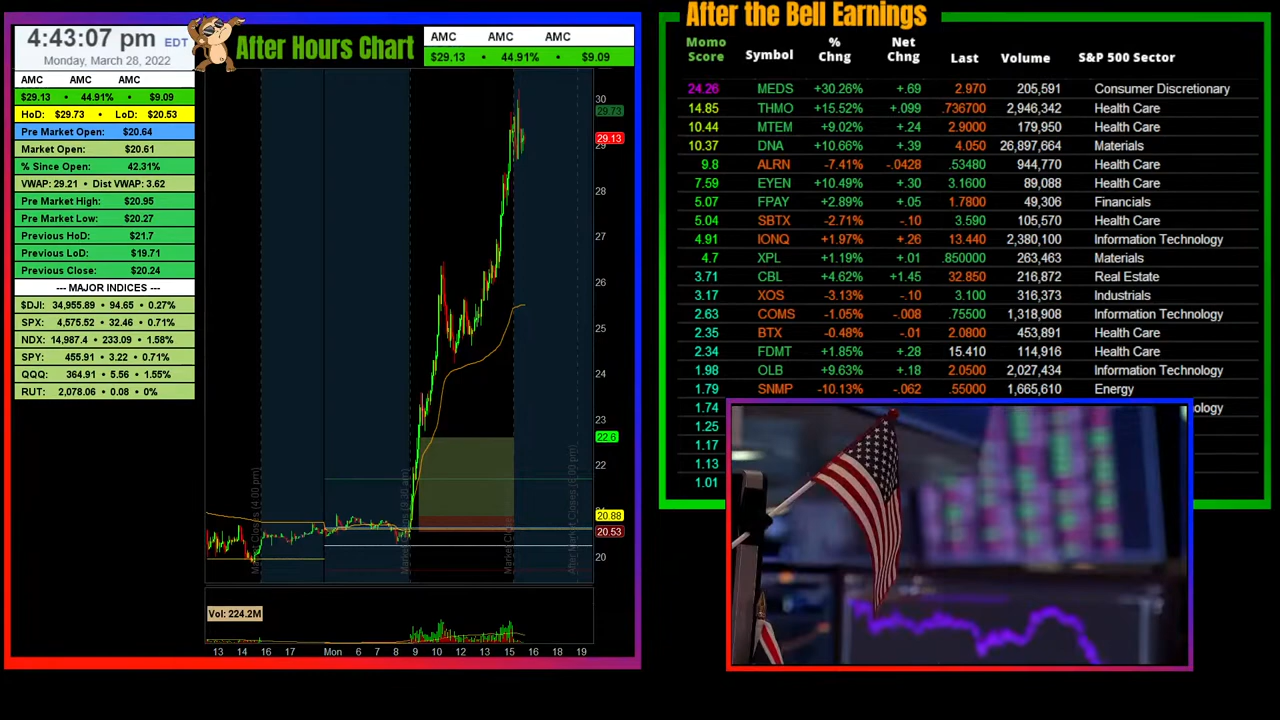 4:43:07 pm EDT
Monday, March 28, 2022
After Hours Chart
AMC AMC AMC
$29.13 • 44.91% • $9.09
AMC AMC AMC
$29.13 • 44.91% • $9.09
HoD: $29.73 LoD: $20.53
Pre Market Open: $20.64
Market Open: $20.61
% Since Open: 42.31%
VWAP: 29.21 • Dist VWAP: 3.62
Pre Market High: $20.95
Pre Market Low: $20.27
Previous HoD: $21.7
Previous LoD: $19.71
Previous Close: $20.24
--- MAJOR INDICES ---
$DJI: 34,955.89 • 94.65 • 0.27%
SPX: 4,575.52 • 32.46 • 0.71%
NDX: 14,987.4 • 233.09 • 1.58%
SPY: 455.91 • 3.22 • 0.71%
QQQ: 364.91 • 5.56 • 1.55%
RUT: 2,078.06 • 0.08 • 0%
30
29.73
29.13
29
28
27
26
25
24
23
22.6
22
20.88
20.53
20
Market Closes (4:00 pm)
Market Opens (9:30 am)
After Market Closes (8:00 pm)
Vol: 224.2M
13 14 16 17 Mon 6 7 8 9 10 12 13 15 16 18 19
After the Bell Earnings
Momo Score Symbol % Chng Net Chng Last Volume S&P 500 Sector
24.26 MEDS +30.26% +.69 2.970 205,591 Consumer Discretionary
14.85 THMO +15.52% +.099 .736700 2,946,342 Health Care
10.44 MTEM +9.02% +.24 2.9000 179,950 Health Care
10.37 DNA +10.66% +.39 4.050 26,897,664 Materials
9.8 ALRN -7.41% -.0428 .53480 944,770 Health Care
7.59 EYEN +10.49% +.30 3.1600 89,088 Health Care
5.07 FPAY +2.89% +.05 1.7800 49,306 Financials
5.04 SBTX -2.71% -.10 3.590 105,570 Health Care
4.91 IONQ +1.97% +.26 13.440 2,380,100 Information Technology
4.7 XPL +1.19% +.01 .850000 263,463 Materials
3.71 CBL +4.62% +1.45 32.850 216,872 Real Estate
3.17 XOS -3.13% -.10 3.100 316,373 Industrials
2.63 COMS -1.05% -.008 .75500 1,318,908 Information Technology
2.35 BTX -0.48% -.01 2.0800 453,891 Health Care
2.34 FDMT +1.85% +.28 15.410 114,916 Health Care
1.98 OLB +9.63% +.18 2.0500 2,027,434 Information Technology
1.79 SNMP -10.13% -.062 .55000 1,665,610 Energy
1.74 ology
1.25
1.17
1.13
1.01